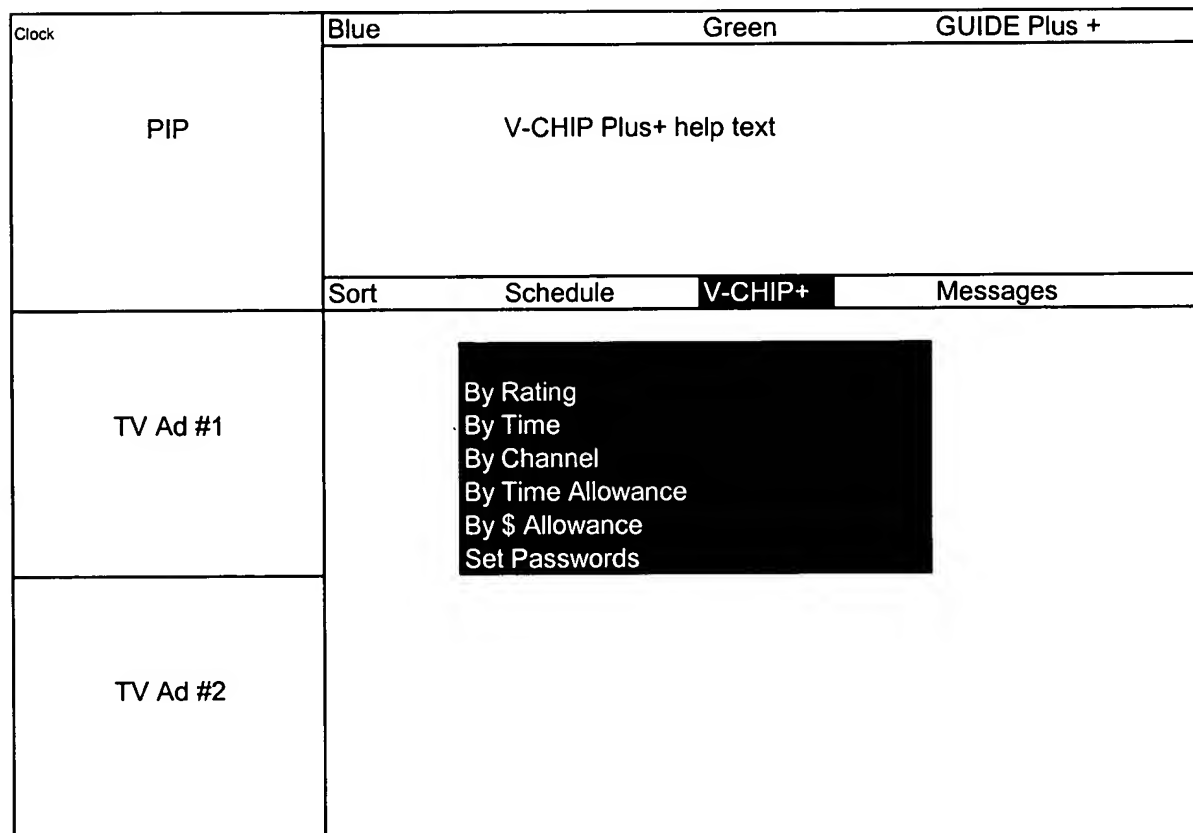 Clock
Blue Green GUIDE Plus +
PIP
V-CHIP Plus+ help text
Sort Schedule V-CHIP+ Messages
TV Ad #1
By Rating
By Time
By Channel
By Time Allowance
By $ Allowance
Set Passwords
TV Ad #2